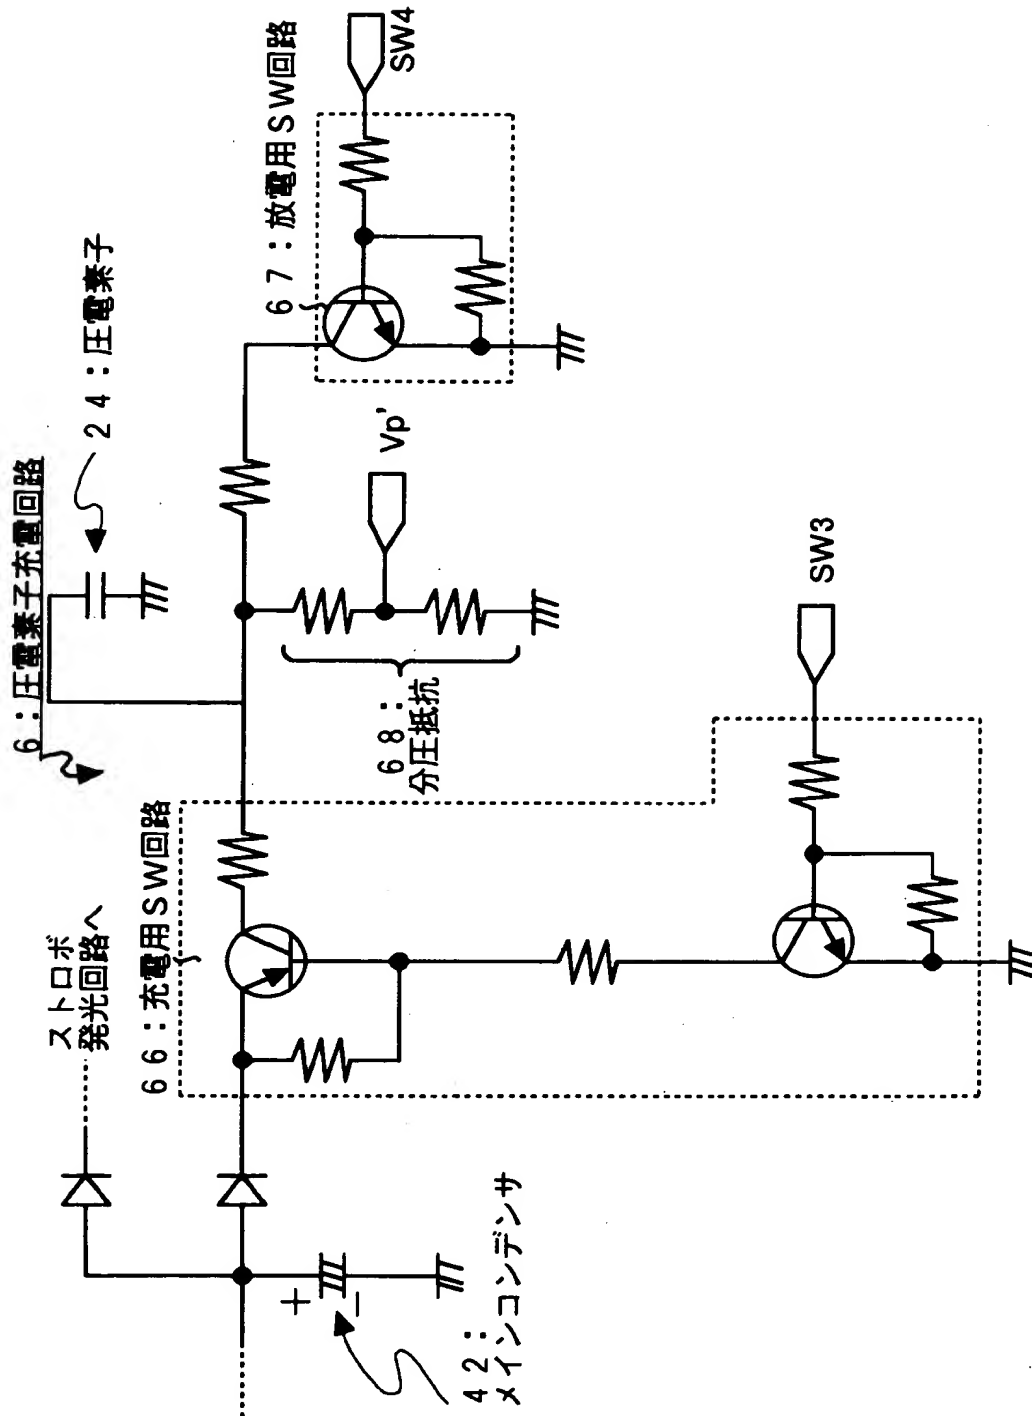 6：圧電素子充電回路
24：圧電素子
ストロボ
発光回路へ
66：充電用SW回路
67：放電用SW回路
SW4
Vp'
68：
分圧抵抗
SW3
+
−
42：
メインコンデンサ